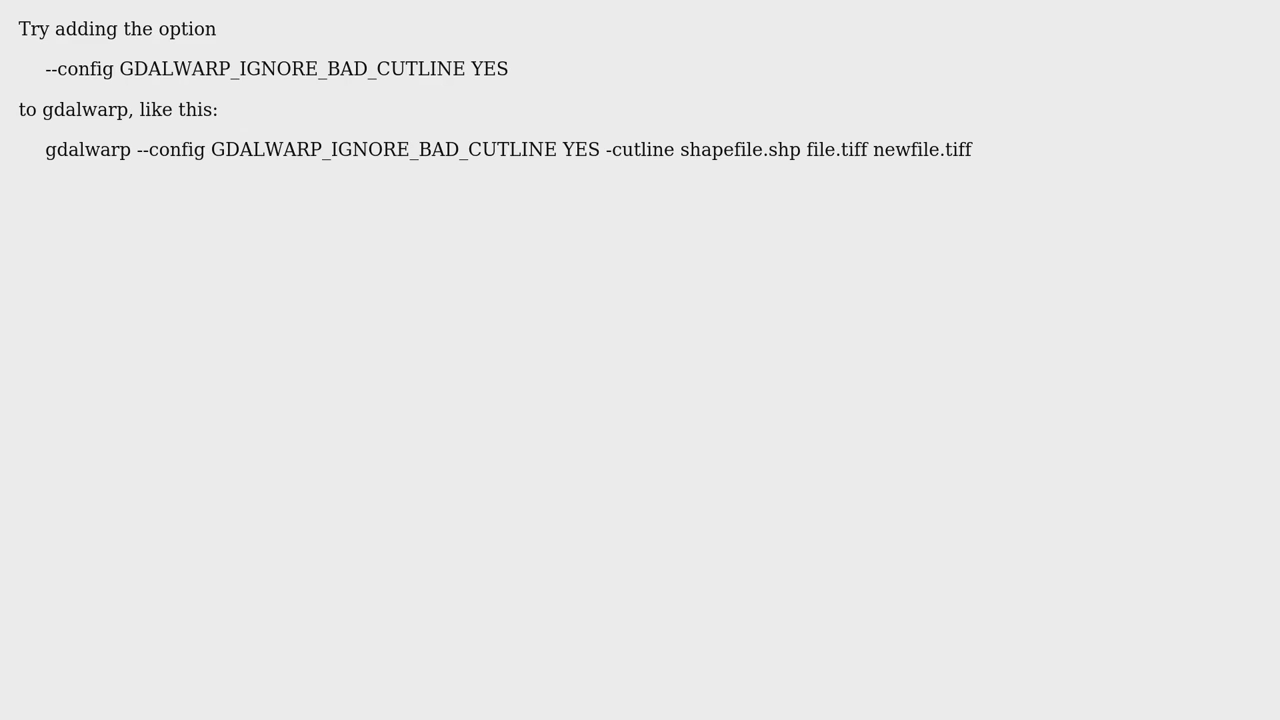 Try adding the option
--config GDALWARP_IGNORE_BAD_CUTLINE YES
to gdalwarp, like this:
gdalwarp --config GDALWARP_IGNORE_BAD_CUTLINE YES -cutline shapefile.shp file.tiff newfile.tiff